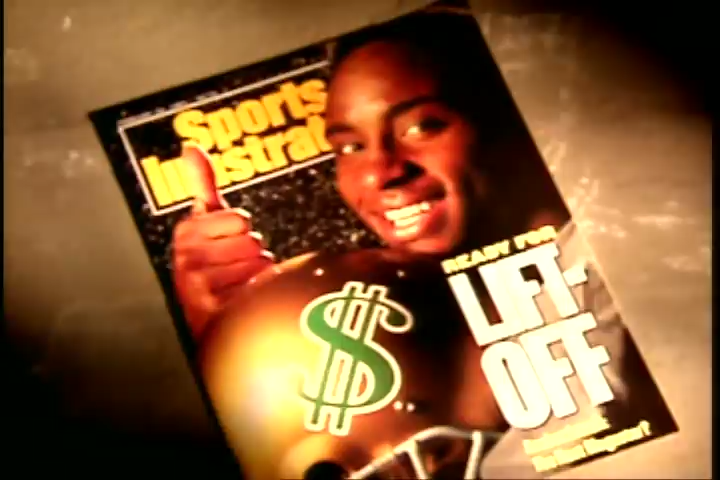 Sports
Illustrat
$
READY FOR
LIFT-
OFF